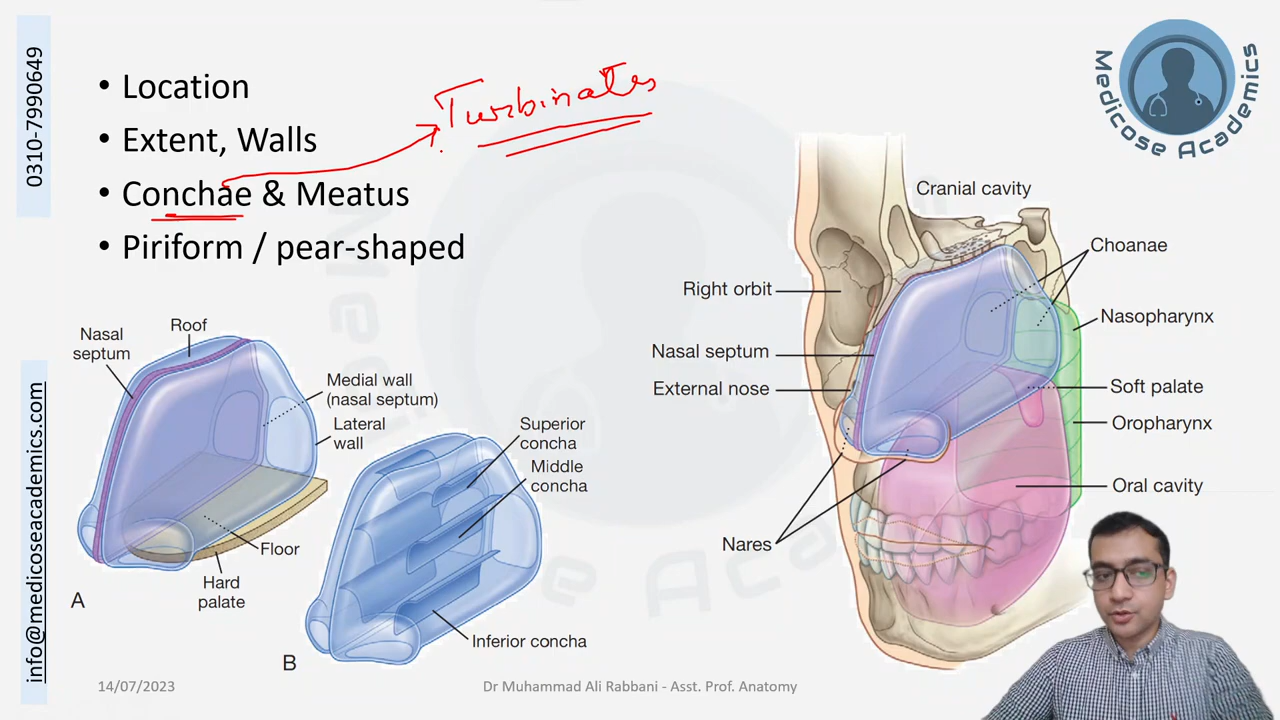 0310-7990649
info@medicoseacademics.com
• Location
• Extent, Walls
• Conchae & Meatus
• Piriform / pear-shaped
Turbinates
Medicose Academics
Nasal
septum
Roof
Medial wall
(nasal septum)
Lateral
wall
Floor
Hard
palate
A
Superior
concha
Middle
concha
Inferior concha
B
Cranial cavity
Choanae
Right orbit
Nasopharynx
Nasal septum
External nose
Soft palate
Oropharynx
Oral cavity
Nares
14/07/2023
Dr Muhammad Ali Rabbani - Asst. Prof. Anatomy